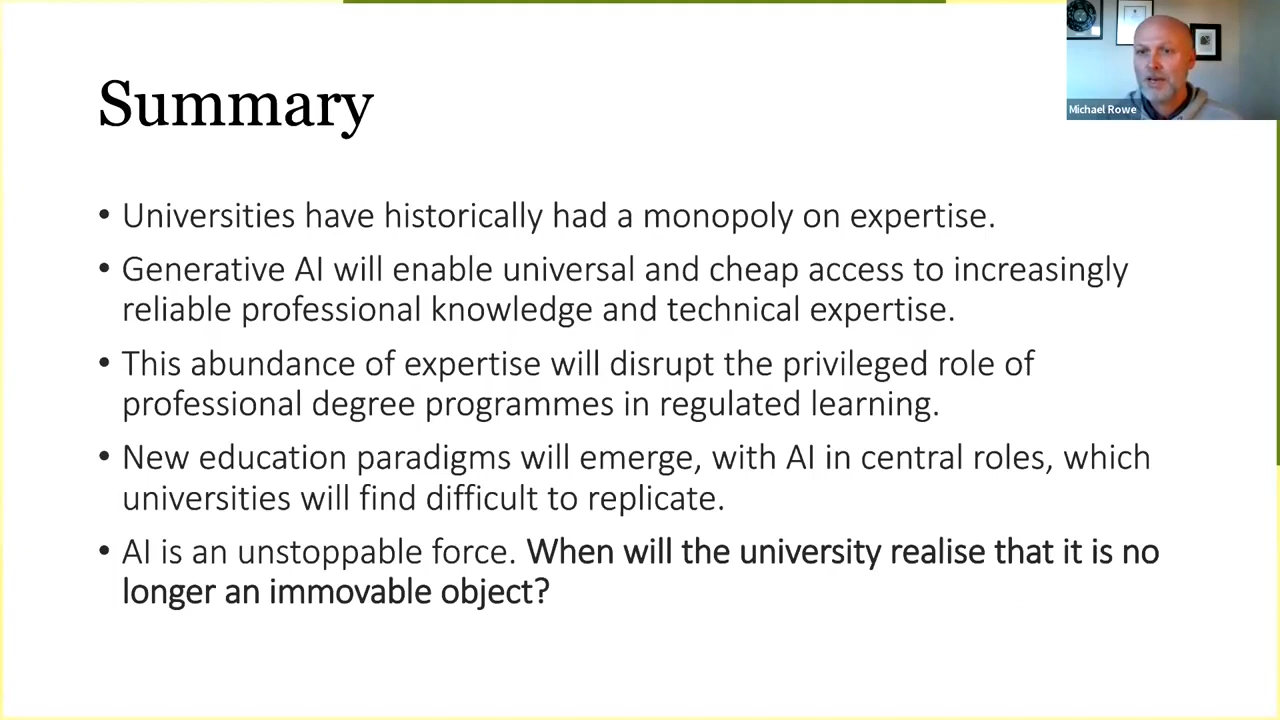 Summary
• Universities have historically had a monopoly on expertise.
• Generative AI will enable universal and cheap access to increasingly
reliable professional knowledge and technical expertise.
• This abundance of expertise will disrupt the privileged role of
professional degree programmes in regulated learning.
• New education paradigms will emerge, with AI in central roles, which
universities will find difficult to replicate.
• AI is an unstoppable force. When will the university realise that it is no
longer an immovable object?
Michael Rowe